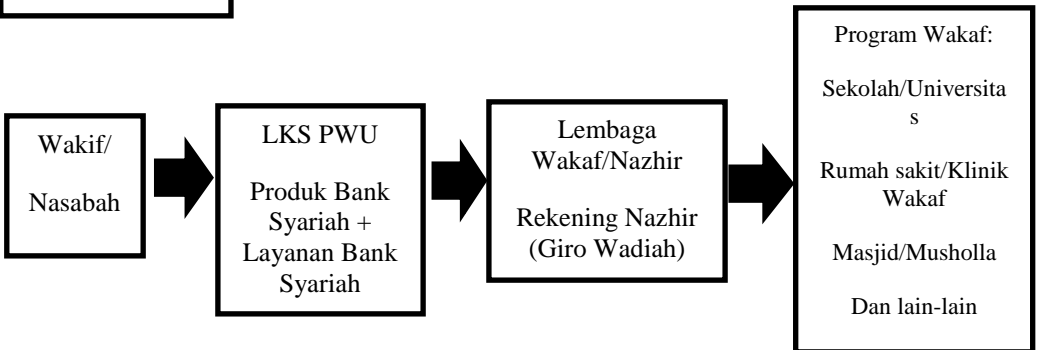 Wakif/
Nasabah
LKS PWU
Produk Bank
Syariah +
Layanan Bank
Syariah
Lembaga
Wakaf/Nazhir
Rekening Nazhir
(Giro Wadiah)
Program Wakaf:
Sekolah/Universita
s
Rumah sakit/Klinik
Wakaf
Masjid/Musholla
Dan lain-lain